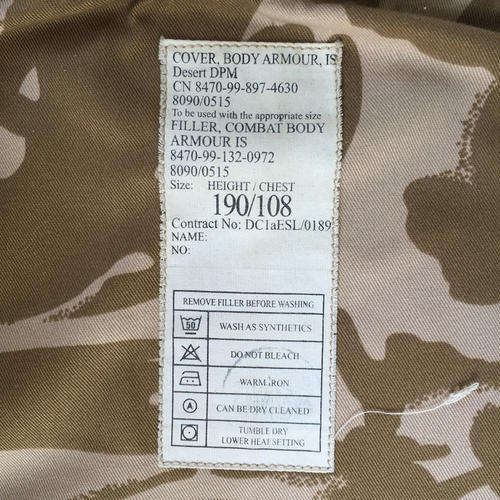 COVER, BODY ARMOUR, IS
Desert DPM
CN 8470-99-897-4630
8090/0515
To be used with the appropriate size
FILLER, COMBAT BODY
ARMOUR IS
8470-99-132-0972
8090/0515
Size: HEIGHT / CHEST
190/108
Contract No: DC1aESL/0189
NAME:
NO:
REMOVE FILLER BEFORE WASHING
50 WASH AS SYNTHETICS
DO NOT BLEACH
WARM IRON
A CAN BE DRY CLEANED
TUMBLE DRY
LOWER HEAT SETTING